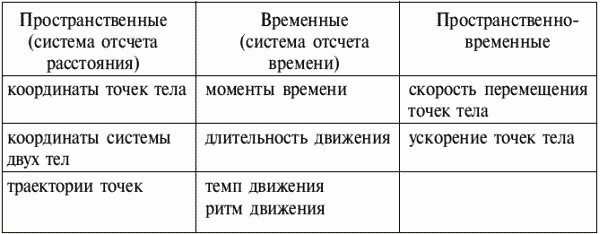 Пространственные
(система отсчета
расстояния)
Временные
(система отсчета
времени)
Пространственно-
временные
координаты точек тела
моменты времени
скорость перемещения
точек тела
координаты системы
двух тел
длительность движения
ускорение точек тела
траектории точек
темп движения
ритм движения